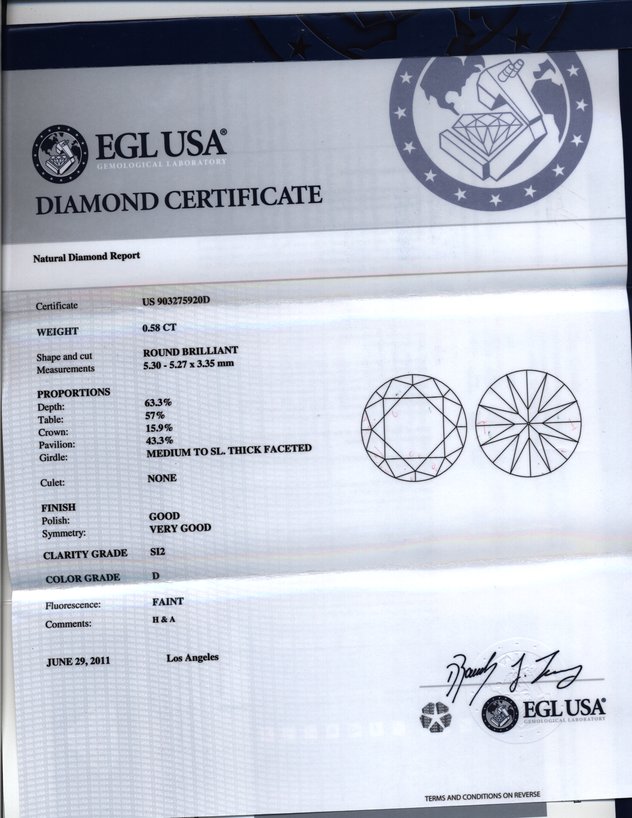 EGL USA®
GEMOLOGICAL LABORATORY
DIAMOND CERTIFICATE
Natural Diamond Report
Certificate US 903275920D
WEIGHT 0.58 CT
Shape and cut ROUND BRILLIANT
Measurements 5.30 - 5.27 x 3.35 mm
PROPORTIONS
Depth: 63.3%
Table: 57%
Crown: 15.9%
Pavilion: 43.3%
Girdle: MEDIUM TO SL. THICK FACETED
Culet: NONE
FINISH
Polish: GOOD
Symmetry: VERY GOOD
CLARITY GRADE SI2
COLOR GRADE D
Fluorescence: FAINT
Comments: H & A
JUNE 29, 2011 Los Angeles
EGL USA®
GEMOLOGICAL LABORATORY
TERMS AND CONDITIONS ON REVERSE